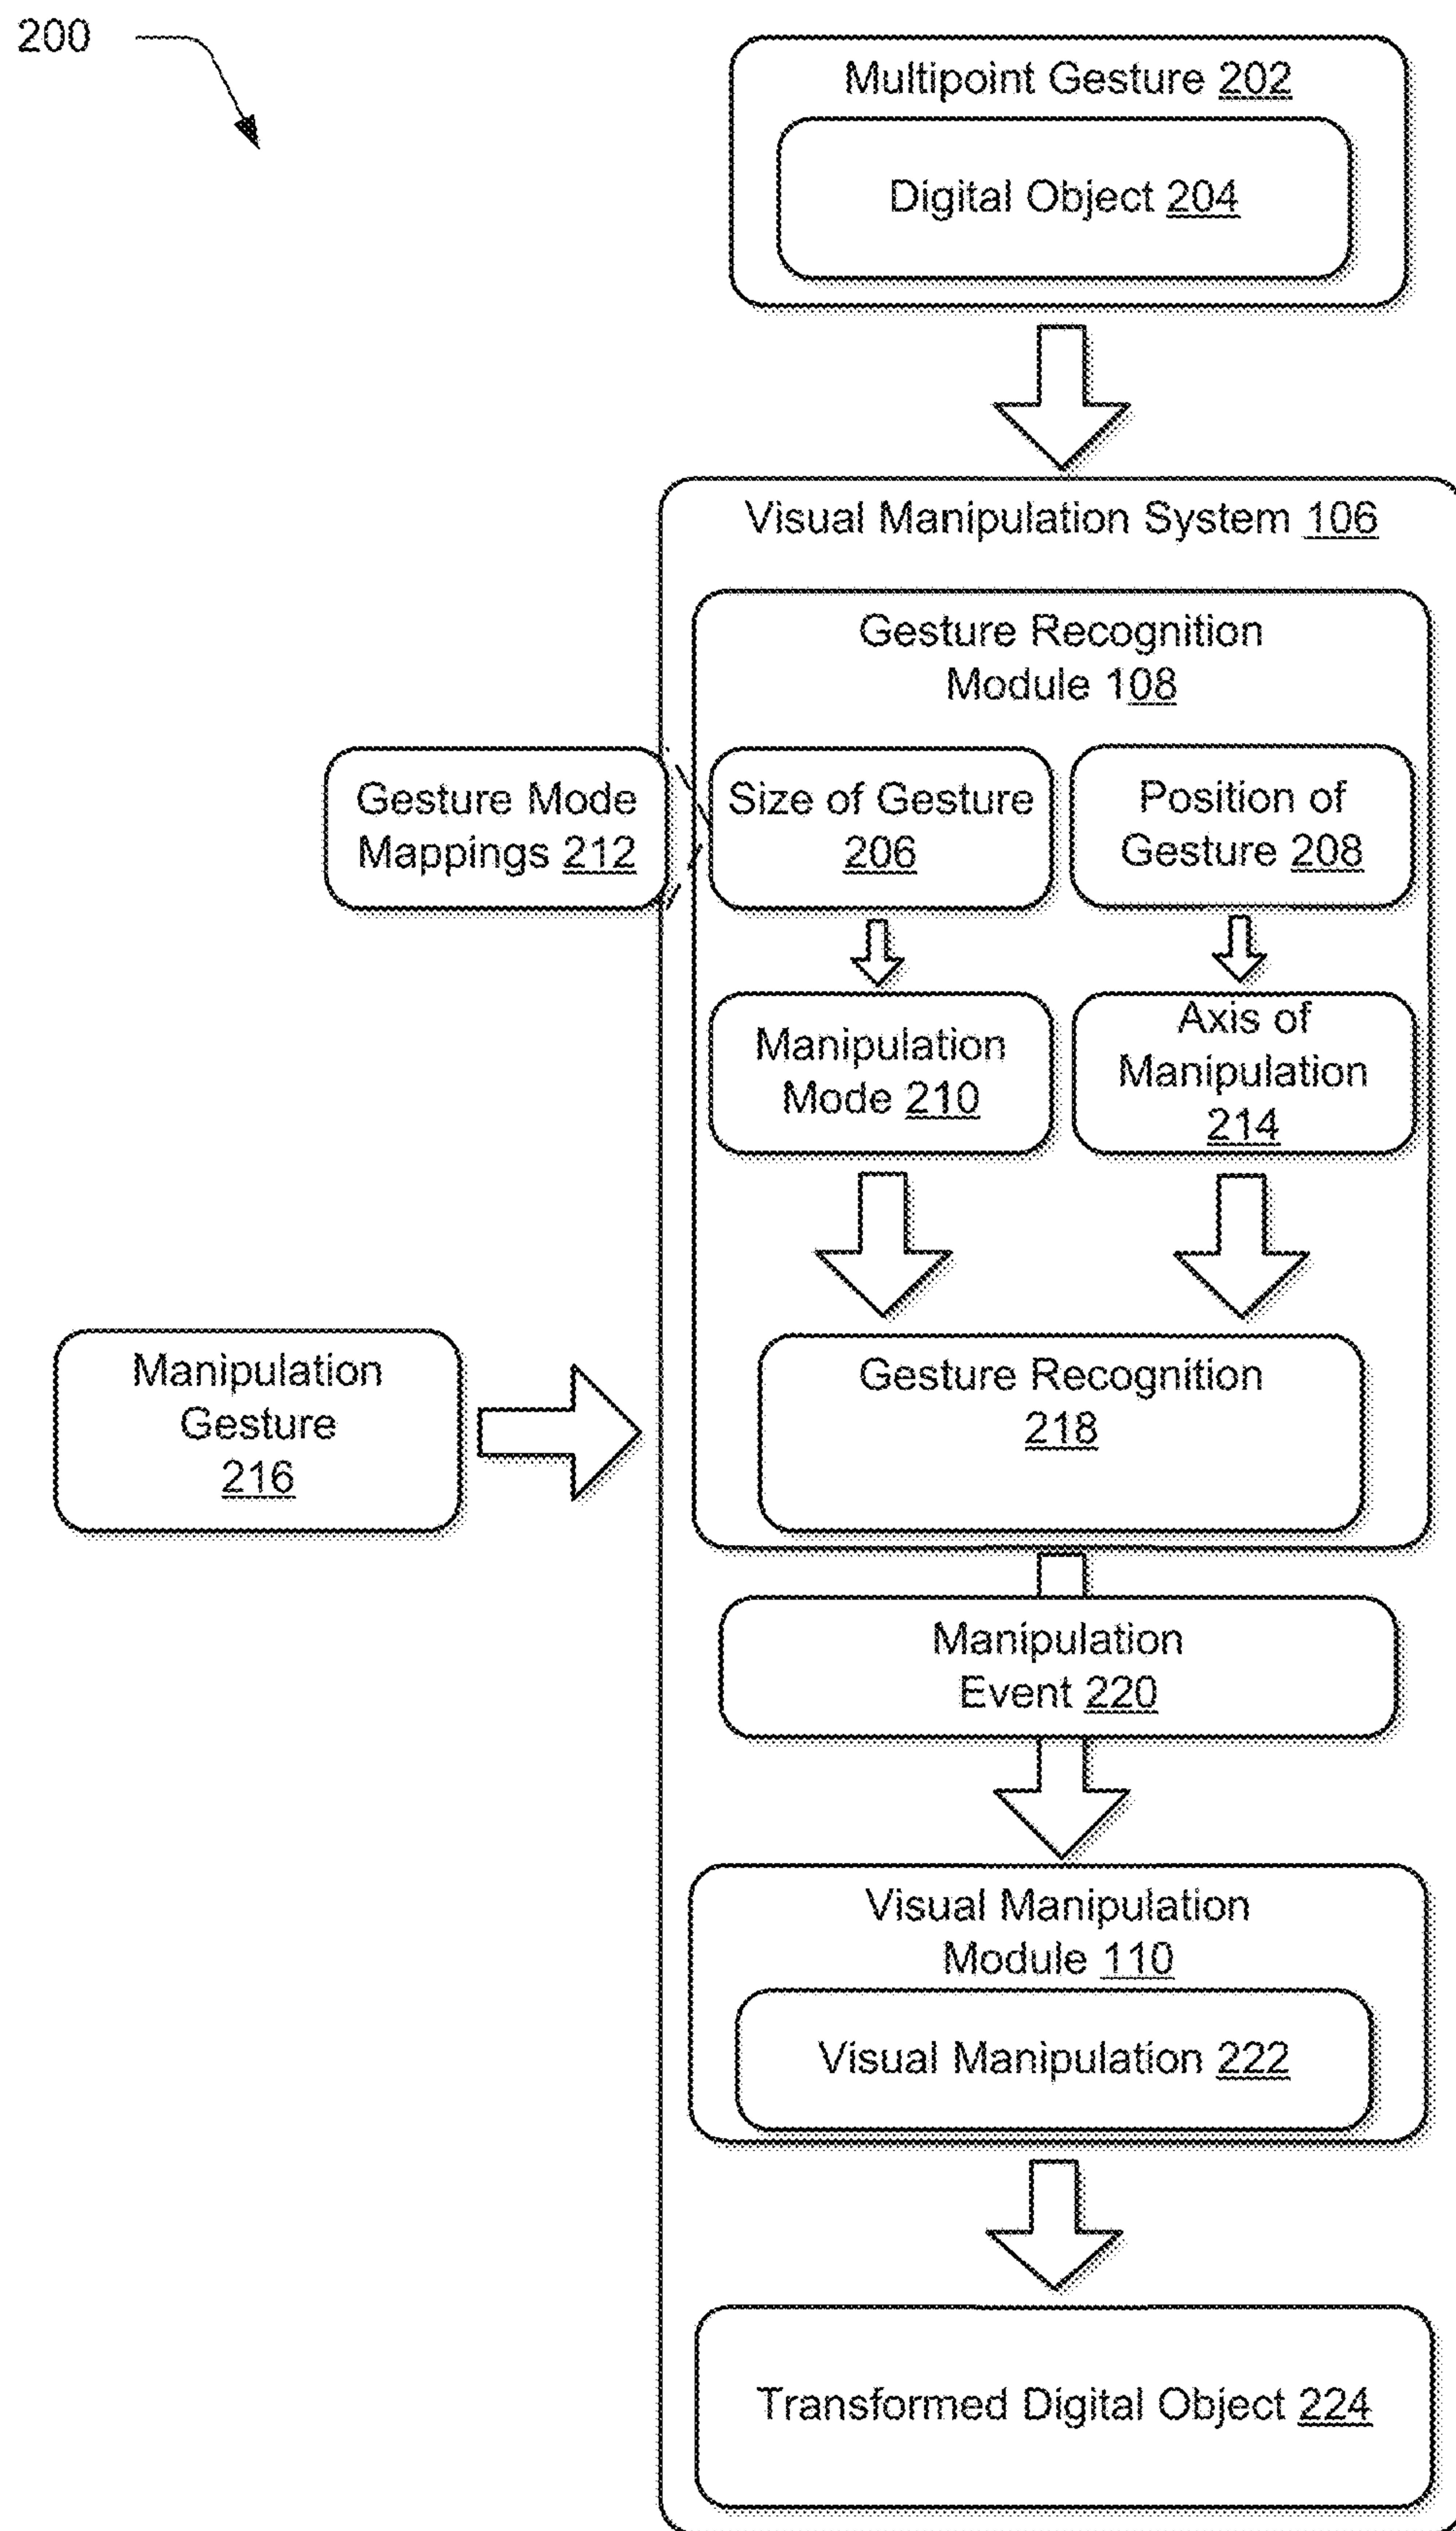 200
Multipoint Gesture 202
Digital Object 204
Visual Manipulation System 106
Gesture Recognition
Module 108
Gesture Mode
Mappings 212
Size of Gesture
206
Position of
Gesture 208
Manipulation
Mode 210
Axis of
Manipulation
214
Manipulation
Gesture
216
Gesture Recognition
218
Manipulation
Event 220
Visual Manipulation
Module 110
Visual Manipulation 222
Transformed Digital Object 224